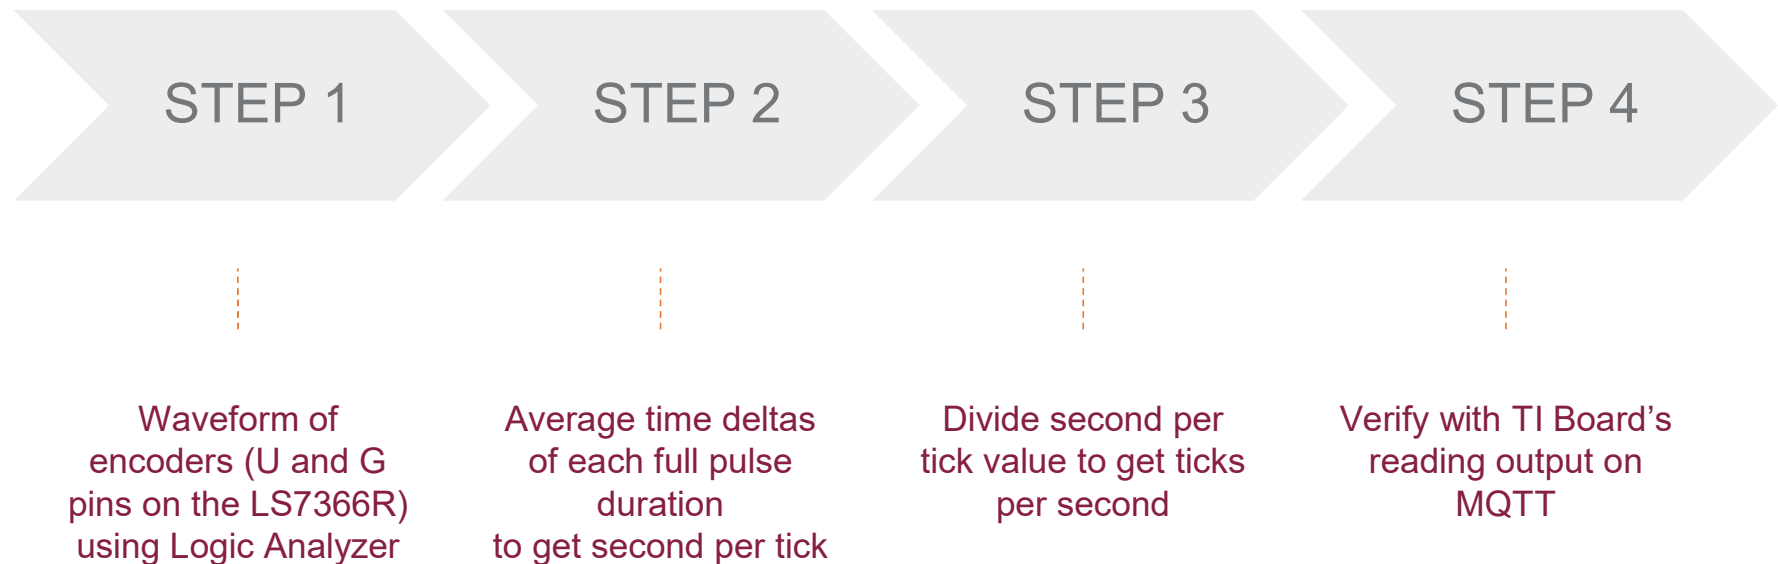 STEP 1
STEP 2
STEP 3
STEP 4
Waveform of
encoders (U and G
pins on the LS7366R)
using Logic Analyzer
Average time deltas
of each full pulse
duration
to get second per tick
Divide second per
tick value to get ticks
per second
Verify with TI Board's
reading output on
MQTT